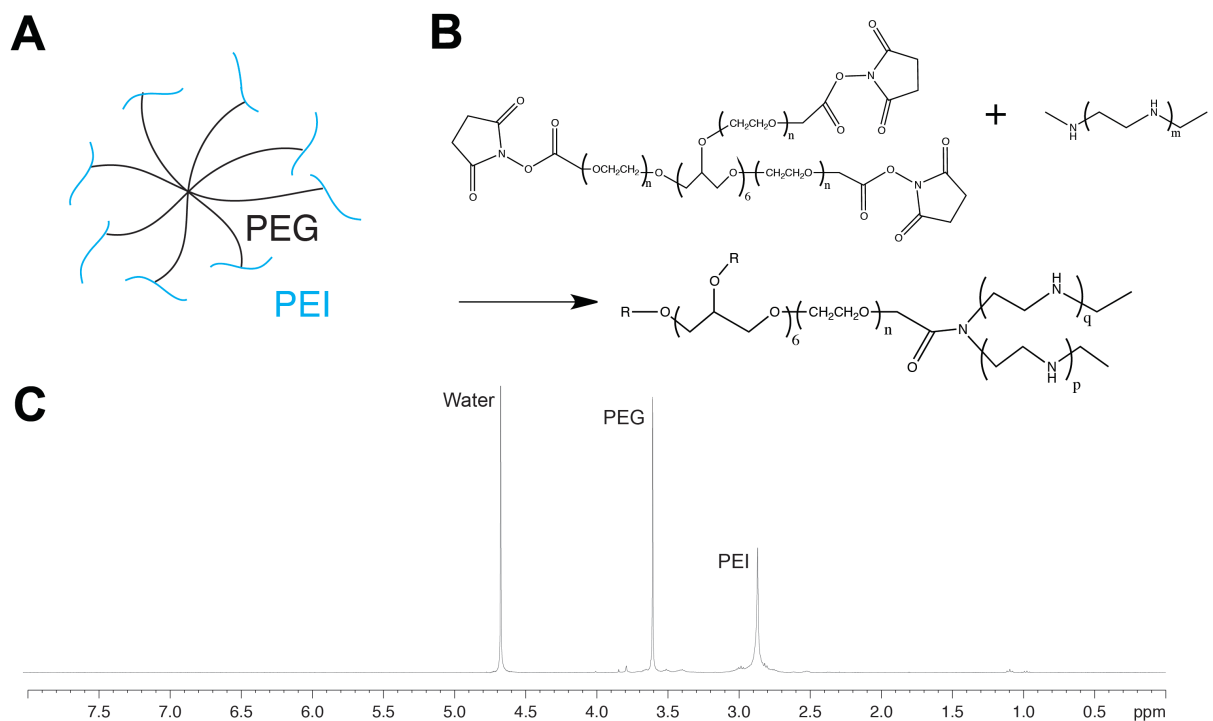 A
PEG
PEI
B
O
O
N
O
O
O
O
O
(CH₂CH₂O)n
O
N
O
O
O
(OCH₂CH₂)n
O
(
O)6
(CH₂CH₂O)n
O
O
N
O
O
+
N
H
(
H
N)m
R
O
R
O
(
O)6
(CH₂CH₂O)n
O
N
(
H
N)q
(
N
H)p
C
Water
PEG
PEI
7.5 7.0 6.5 6.0 5.5 5.0 4.5 4.0 3.5 3.0 2.5 2.0 1.5 1.0 0.5 ppm